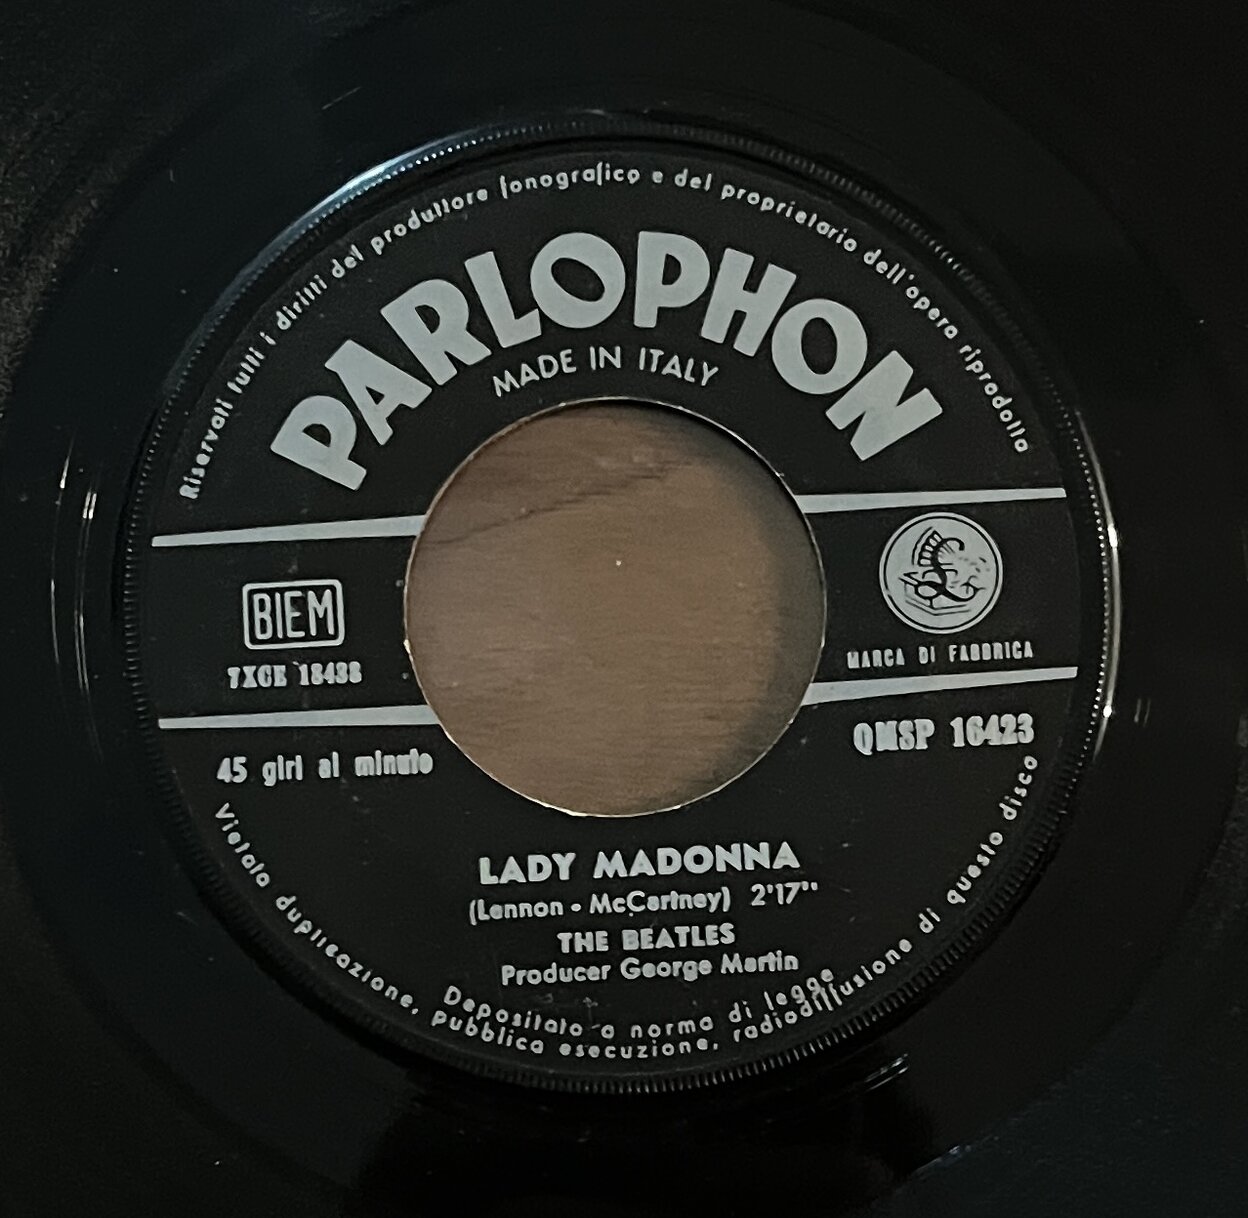 Riservati tutti i diritti del produttore fonografico e del proprietario dell'opera riprodotta
PARLOPHON
MADE IN ITALY
BIEM
7XCE 18438
MARCA DI FABBRICA
45 giri al minuto
QMSP 16423
LADY MADONNA
(Lennon - McCartney) 2'17''
THE BEATLES
Producer George Martin
Depositato a norma di legge
Vietata duplicazione, pubblica esecuzione, radiodiffusione di questo disco